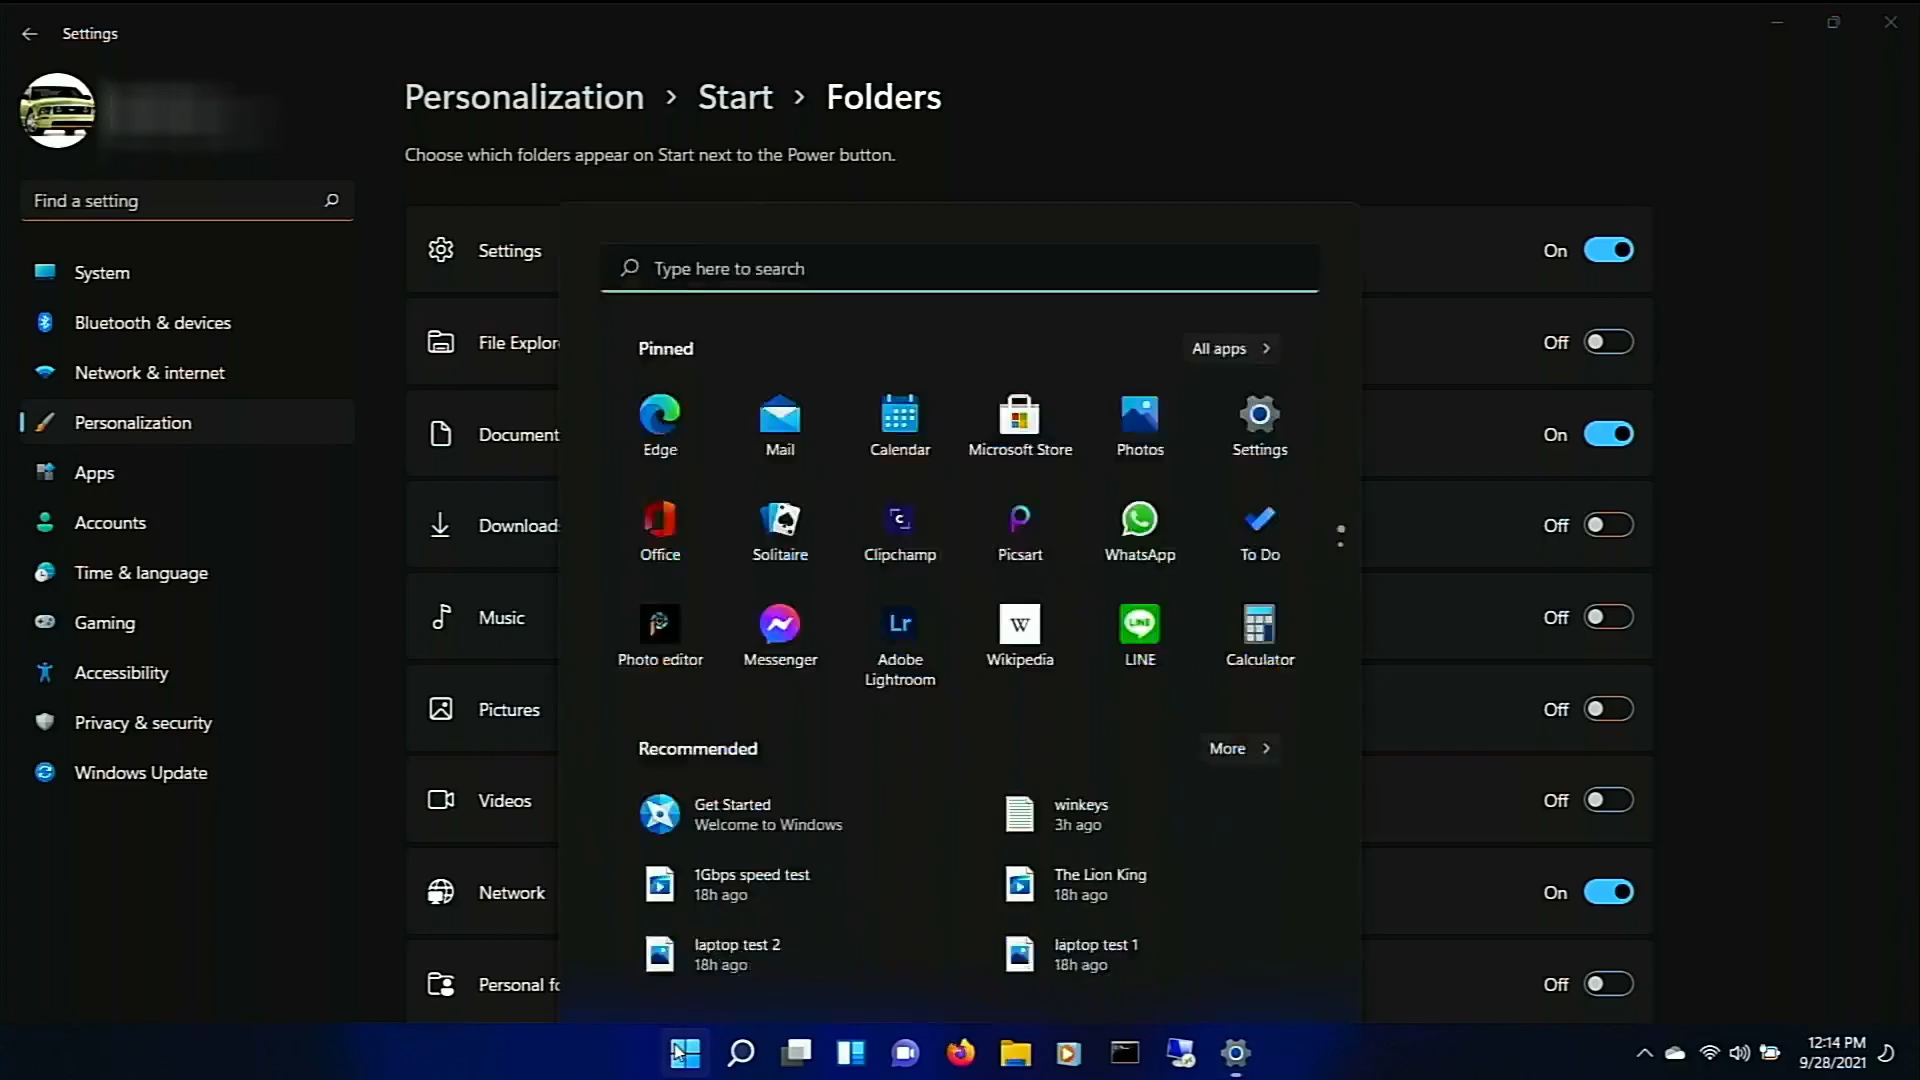 Settings
Personalization > Start > Folders
Choose which folders appear on Start next to the Power button.
Find a setting
System
Bluetooth & devices
Network & internet
Personalization
Apps
Accounts
Time & language
Gaming
Accessibility
Privacy & security
Windows Update
Settings
On
File Explor
Off
Document
On
Download
Off
Music
Off
Pictures
Off
Videos
Off
Network
On
Personal fo
Off
Type here to search
Pinned
All apps >
Edge
Mail
Calendar
Microsoft Store
Photos
Settings
Office
Solitaire
Clipchamp
Picsart
WhatsApp
To Do
Photo editor
Messenger
Lr
Adobe
Lightroom
W
Wikipedia
LINE
LINE
Calculator
Recommended
More >
Get Started
Welcome to Windows
winkeys
3h ago
1Gbps speed test
18h ago
The Lion King
18h ago
laptop test 2
18h ago
laptop test 1
18h ago
12:14 PM
9/28/2021